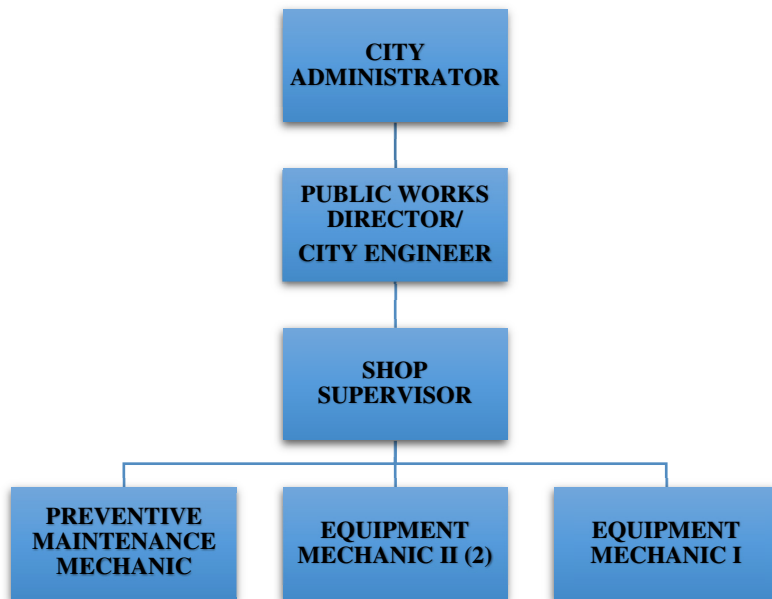 CITY
ADMINISTRATOR
PUBLIC WORKS
DIRECTOR/
CITY ENGINEER
SHOP
SUPERVISOR
PREVENTIVE
MAINTENANCE
MECHANIC
EQUIPMENT
MECHANIC II (2)
EQUIPMENT
MECHANIC I